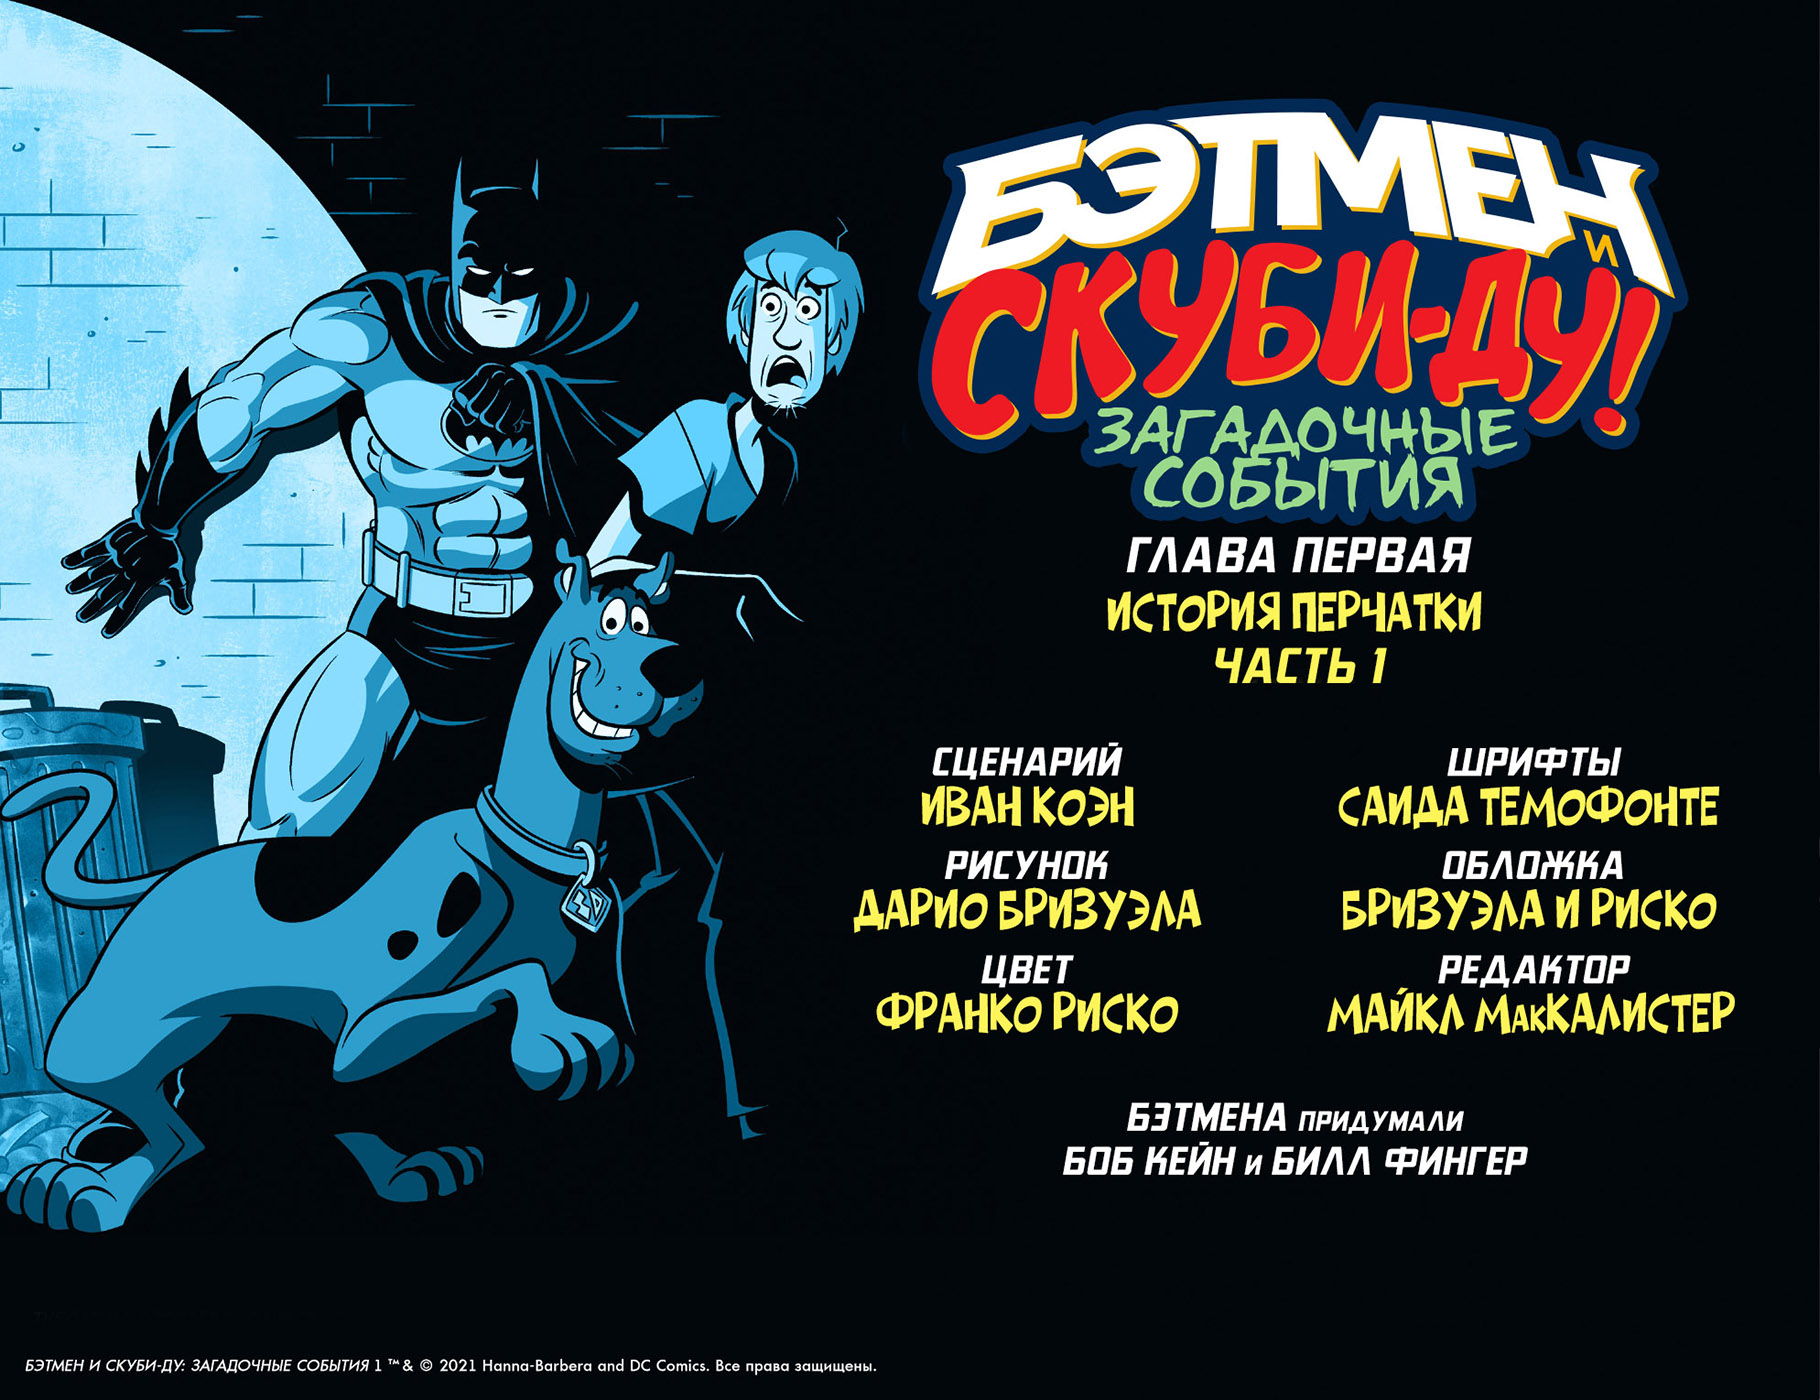 БЭТМЕН
И
СКУБИ-ДУ!
ЗАГАДОЧНЫЕ
СОБЫТИЯ
ГЛАВА ПЕРВАЯ
ИСТОРИЯ ПЕРЧАТКИ
ЧАСТЬ 1
СЦЕНАРИЙ
ИВАН КОЭН
РИСУНОК
ДАРИО БРИЗУЭЛА
ЦВЕТ
ФРАНКО РИСКО
ШРИФТЫ
САИДА ТЕМОФОНТЕ
ОБЛОЖКА
БРИЗУЭЛА И РИСКО
РЕДАКТОР
МАЙКЛ МакКАЛИСТЕР
БЭТМЕНА ПРИДУМАЛИ
БОБ КЕЙН И БИЛЛ ФИНГЕР
SD
БЭТМЕН И СКУБИ-ДУ: ЗАГАДОЧНЫЕ СОБЫТИЯ 1 ™ & © 2021 Hanna-Barbera and DC Comics. Все права защищены.